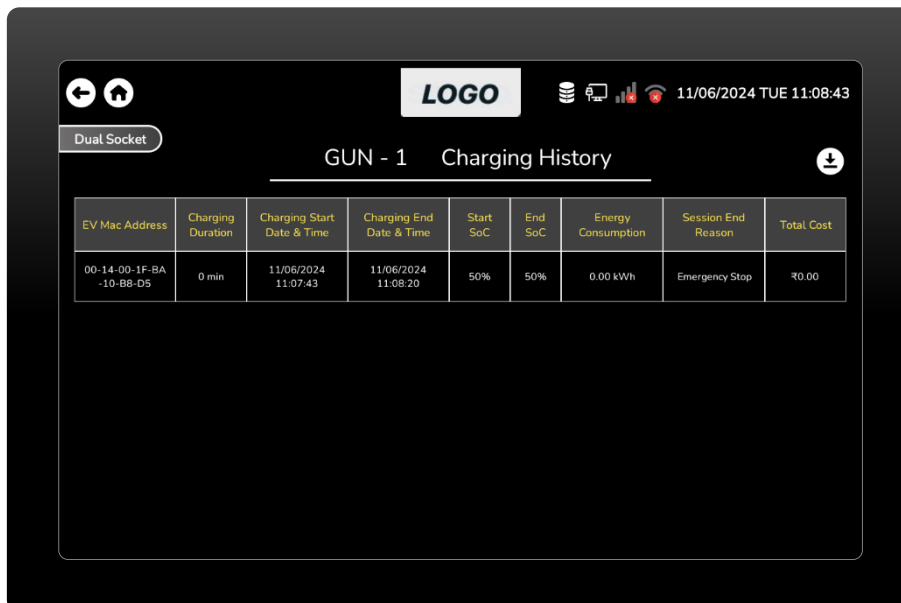 LOGO
11/06/2024 TUE 11:08:43
Dual Socket
GUN - 1 Charging History
EV Mac Address
Charging
Duration
Charging Start
Date & Time
Charging End
Date & Time
Start
SoC
End
SoC
Energy
Consumption
Session End
Reason
Total Cost
00-14-00-1F-BA
-10-B8-D5
0 min
11/06/2024
11:07:43
11/06/2024
11:08:20
50%
50%
0.00 kWh
Emergency Stop
₹0.00